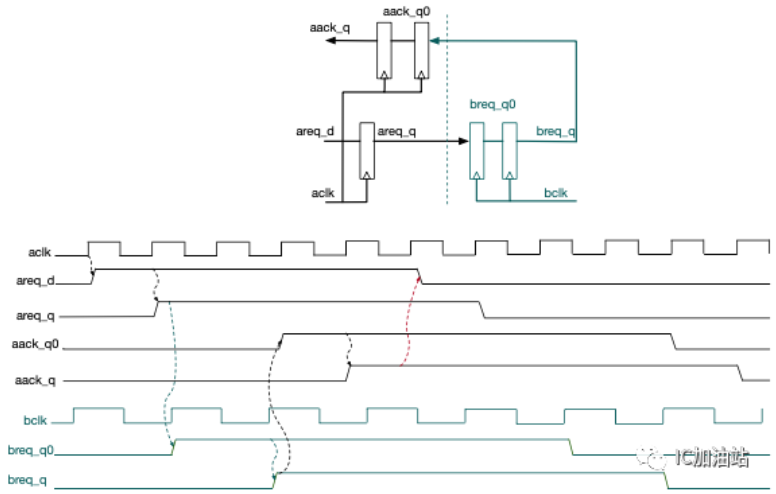 aack_q0
aack_q
breq_q0
areq_d
areq_q
breq_q
aclk
bclk
aclk
areq_d
areq_q
aack_q0
aack_q
bclk
breq_q0
IC加油站
breq_q